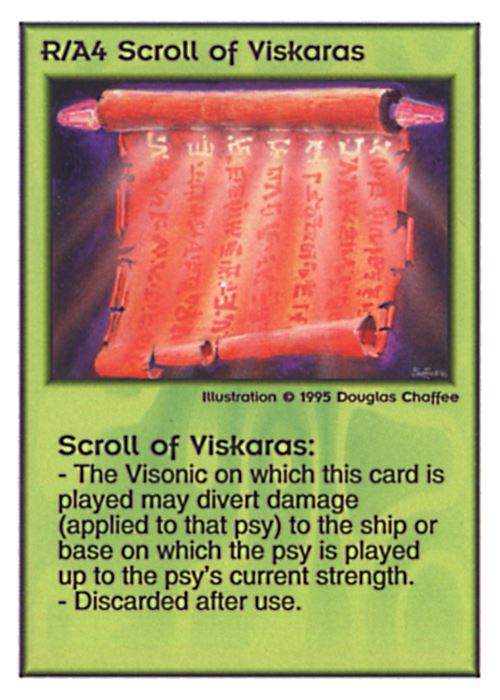 R/A4 Scroll of Viskaras
Illustration © 1995 Douglas Chaffee
Scroll of Viskaras:
- The Visonic on which this card is
played may divert damage
(applied to that psy) to the ship or
base on which the psy is played
up to the psy's current strength.
- Discarded after use.